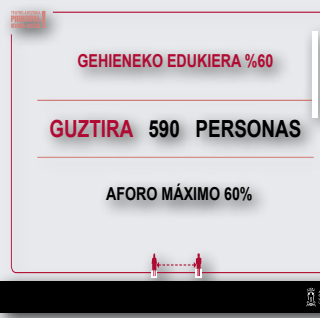 GEHIENEKO EDUKIERA %60
GUZTIRA 590 PERSONAS
AFORO MÁXIMO 60%